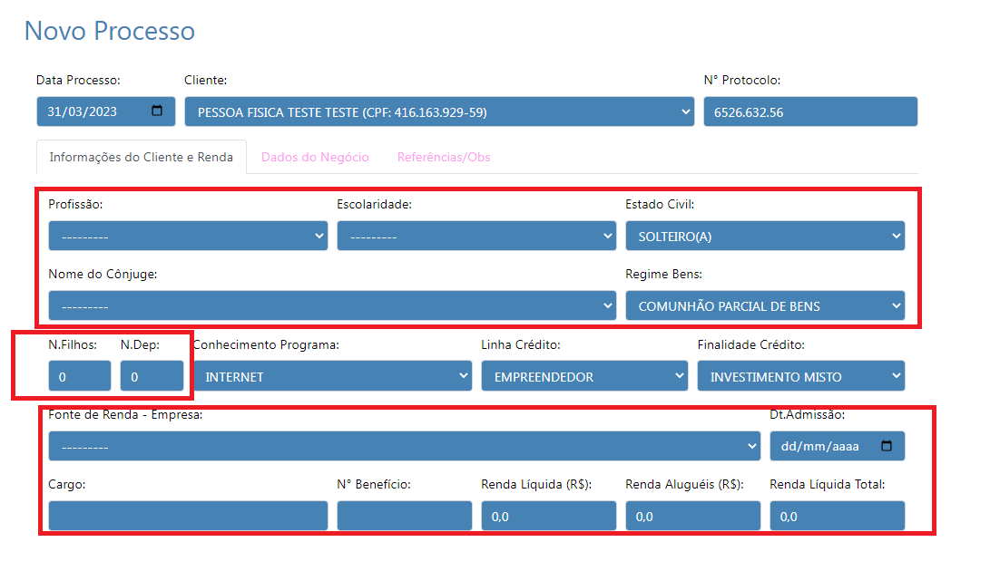 Novo Processo
Data Processo: Cliente: N° Protocolo:
31/03/2023 PESSOA FISICA TESTE TESTE (CPF: 416.163.929-59) 6526.632.56
Informações do Cliente e Renda Dados do Negócio Referências/Obs
Profissão: Escolaridade: Estado Civil:
--------- --------- SOLTEIRO(A)
Nome do Cônjuge: Regime Bens:
--------- COMUNHÃO PARCIAL DE BENS
N.Filhos: N.Dep: Conhecimento Programa: Linha Crédito: Finalidade Crédito:
0 0 INTERNET EMPREENDEDOR INVESTIMENTO MISTO
Fonte de Renda - Empresa: Dt.Admissão:
--------- dd/mm/aaaa
Cargo: N° Benefício: Renda Líquida (R$): Renda Aluguéis (R$): Renda Líquida Total:
0,0 0,0 0,0